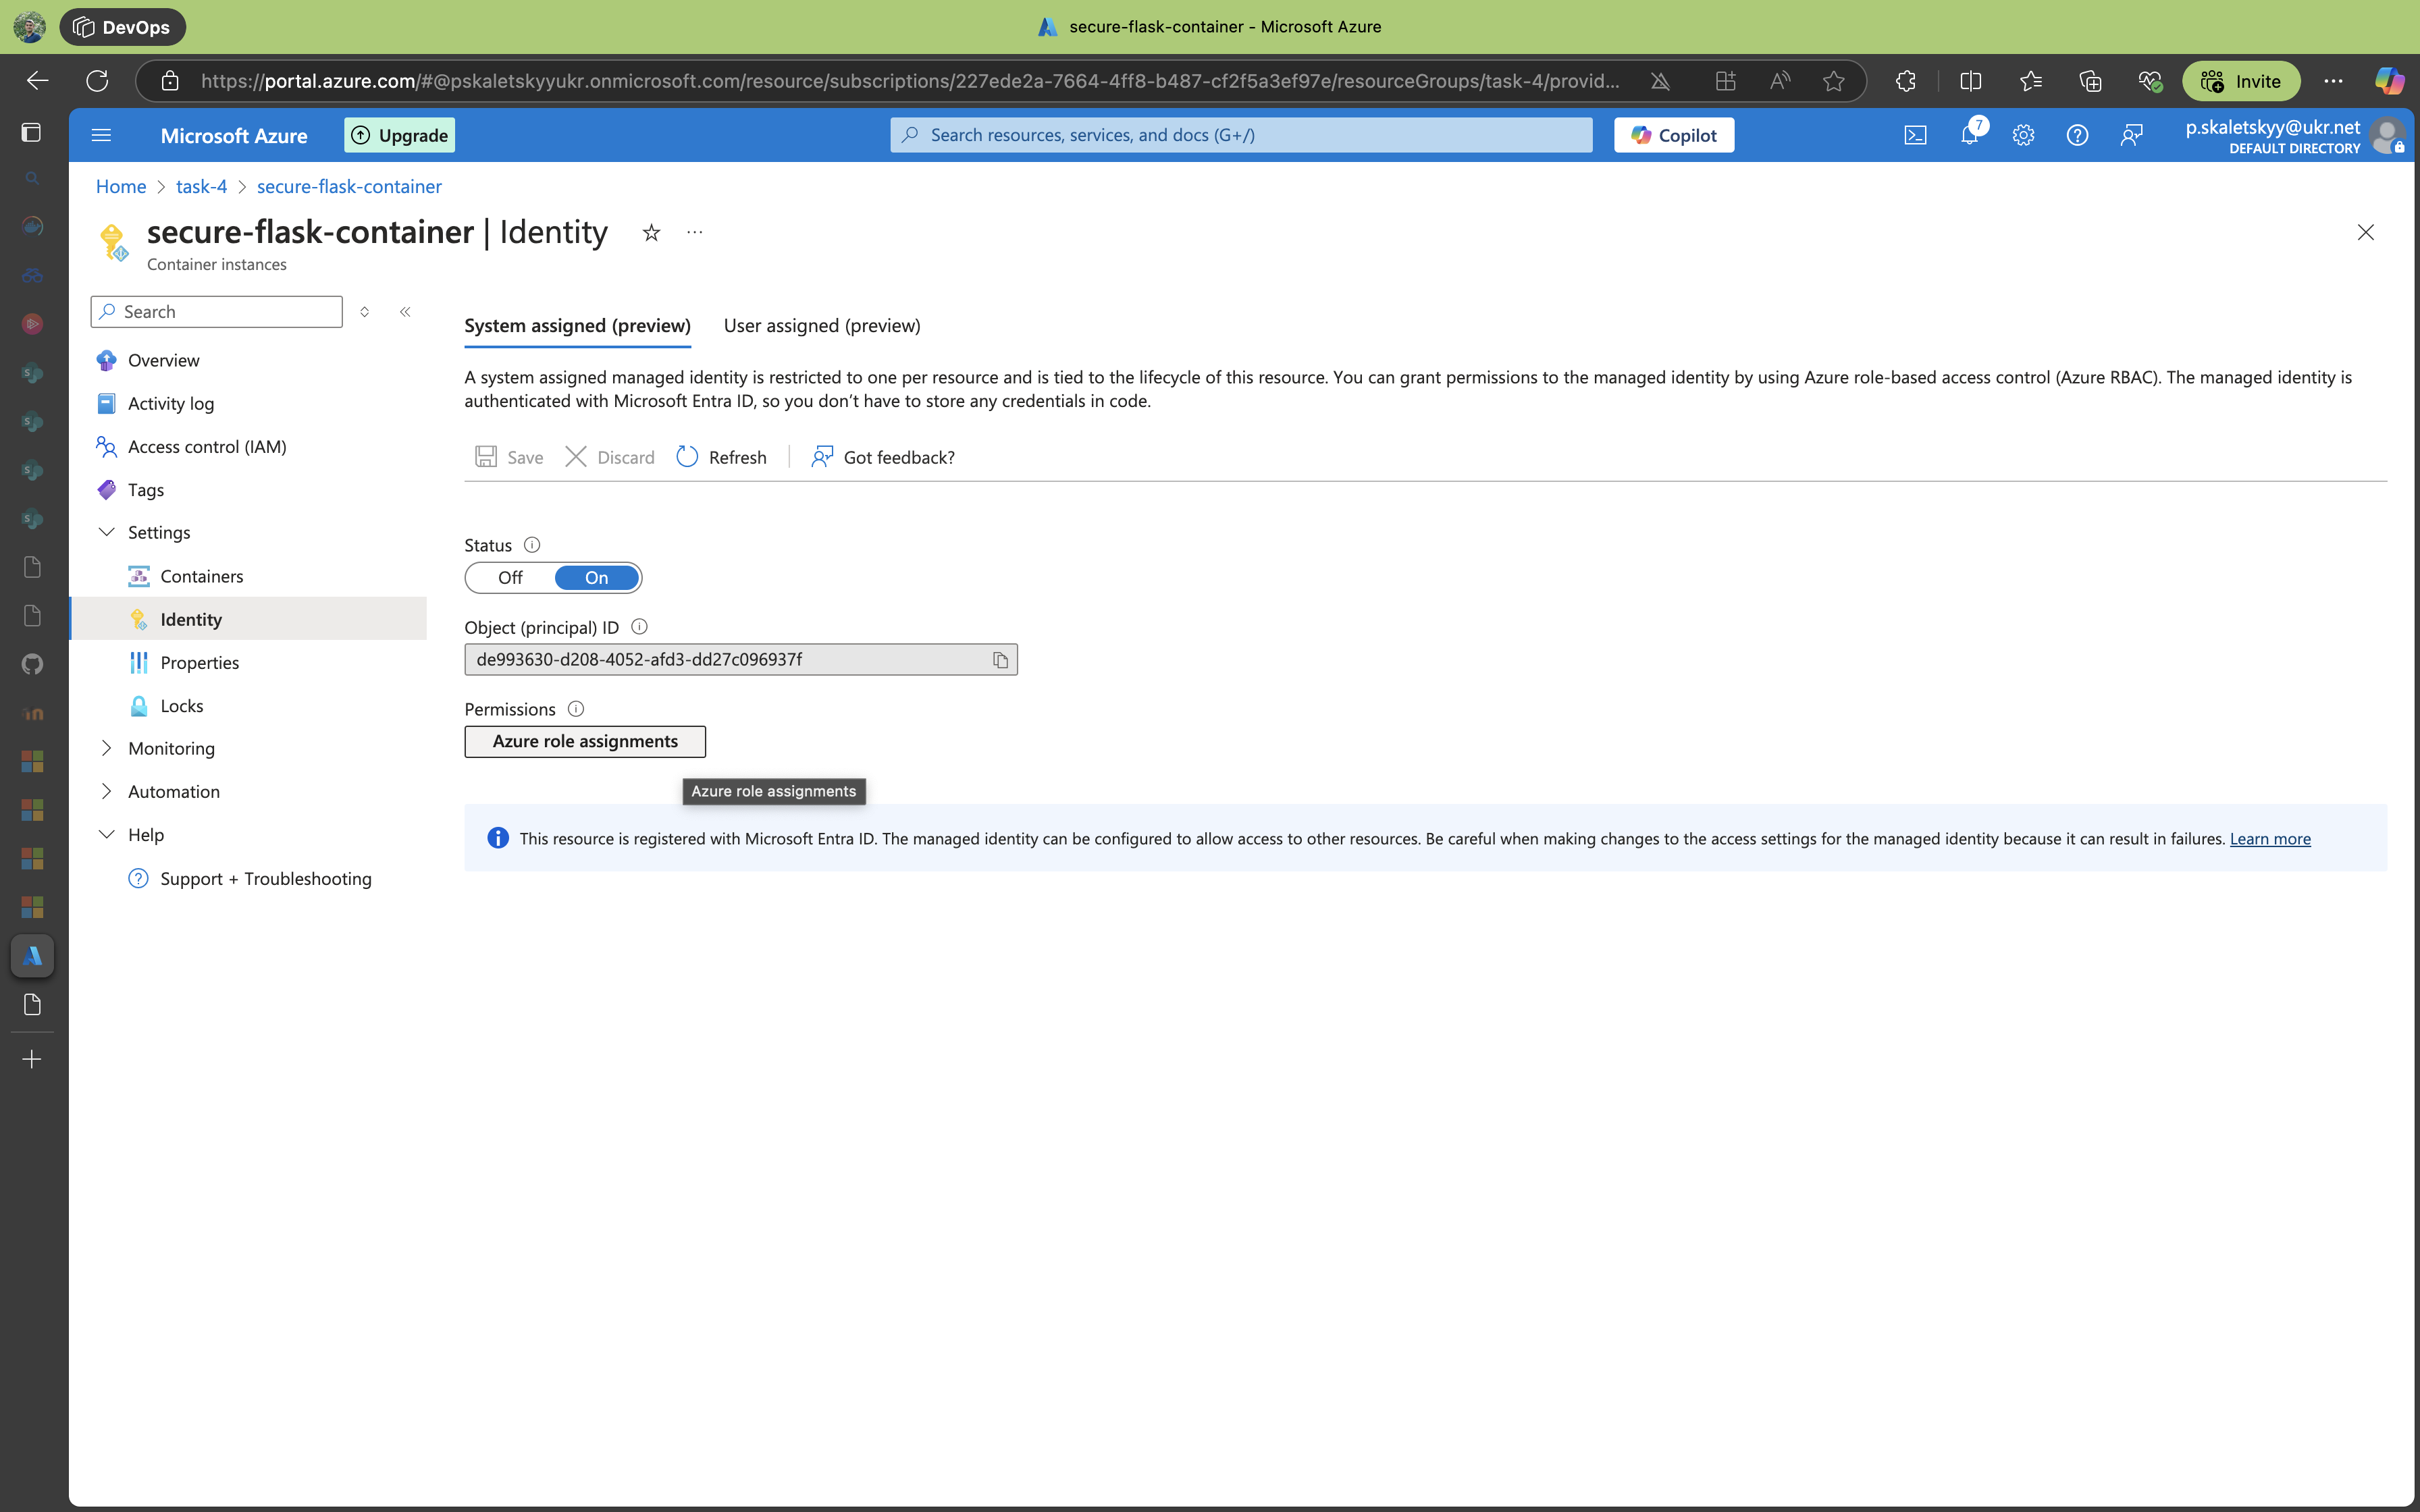 DevOps
secure-flask-container - Microsoft Azure
https://portal.azure.com/#@pskaletskyyukr.onmicrosoft.com/resource/subscriptions/227ede2a-7664-4ff8-b487-cf2f5a3ef97e/resourceGroups/task-4/provid...
Invite
Microsoft Azure
Upgrade
Search resources, services, and docs (G+/)
Copilot
7
p.skaletskyy@ukr.net
DEFAULT DIRECTORY
Home > task-4 > secure-flask-container
secure-flask-container | Identity
Container instances
Search
Overview
Activity log
Access control (IAM)
Tags
Settings
Containers
Identity
Properties
Locks
Monitoring
Automation
Help
Support + Troubleshooting
System assigned (preview)
User assigned (preview)
A system assigned managed identity is restricted to one per resource and is tied to the lifecycle of this resource. You can grant permissions to the managed identity by using Azure role-based access control (Azure RBAC). The managed identity is
authenticated with Microsoft Entra ID, so you don’t have to store any credentials in code.
Save
Discard
Refresh
Got feedback?
Status
Off
On
Object (principal) ID
de993630-d208-4052-afd3-dd27c096937f
Permissions
Azure role assignments
Azure role assignments
This resource is registered with Microsoft Entra ID. The managed identity can be configured to allow access to other resources. Be careful when making changes to the access settings for the managed identity because it can result in failures. Learn more